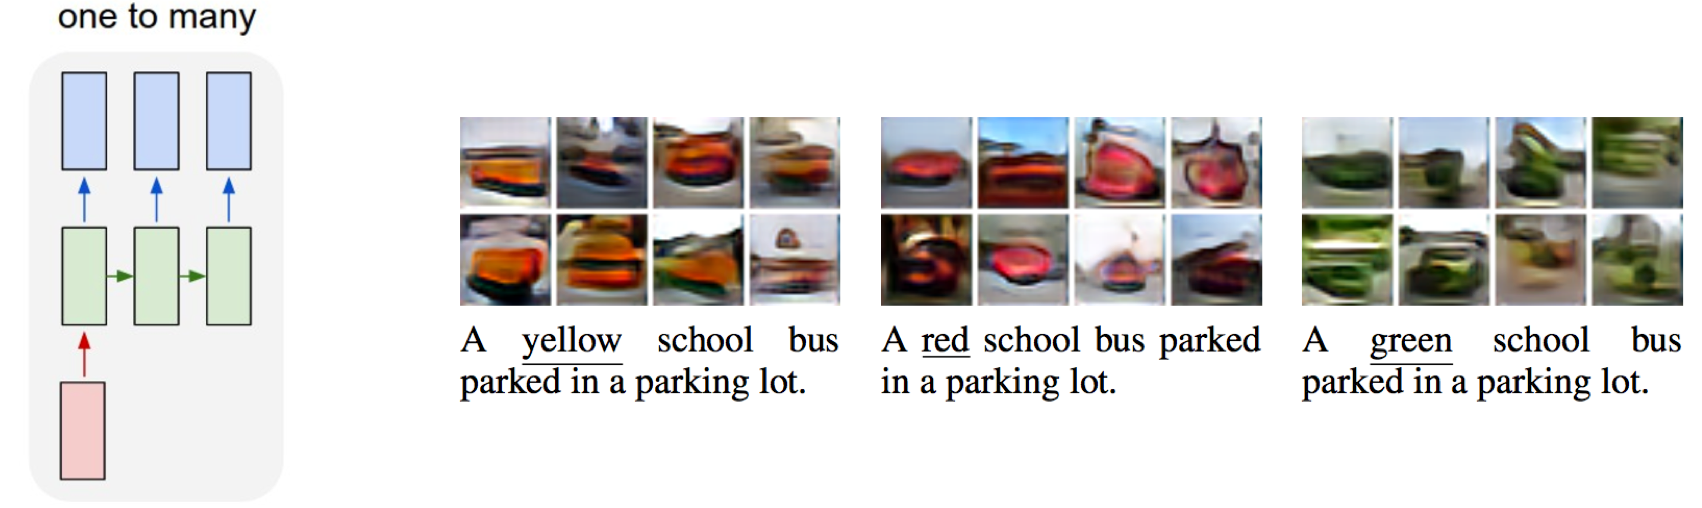 one to many
A yellow school bus
parked in a parking lot.
A red school bus parked
in a parking lot.
A green school bus
parked in a parking lot.